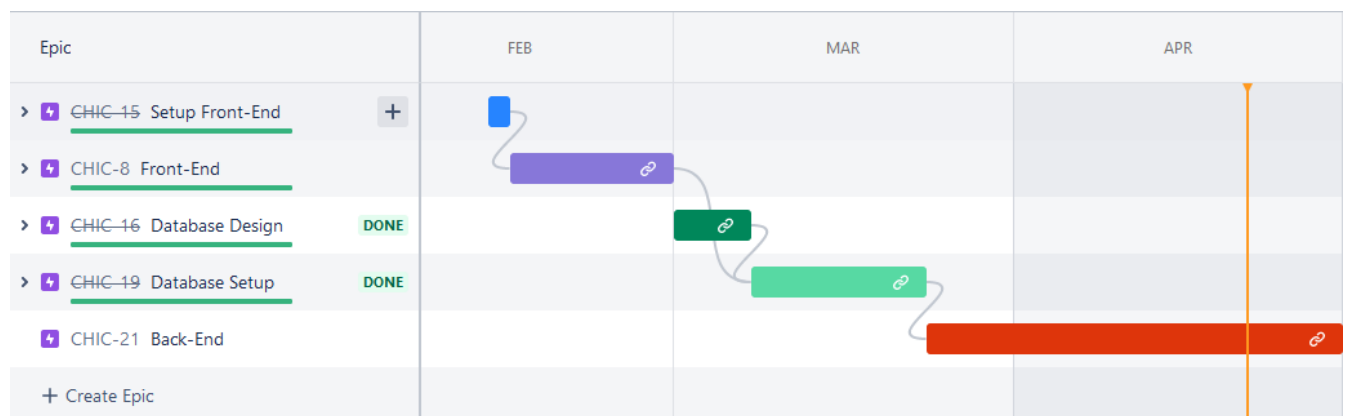 Epic FEB MAR APR
CHIC-15 Setup Front-End
CHIC-8 Front-End
CHIC-16 Database Design DONE
CHIC-19 Database Setup DONE
CHIC-21 Back-End
+ Create Epic